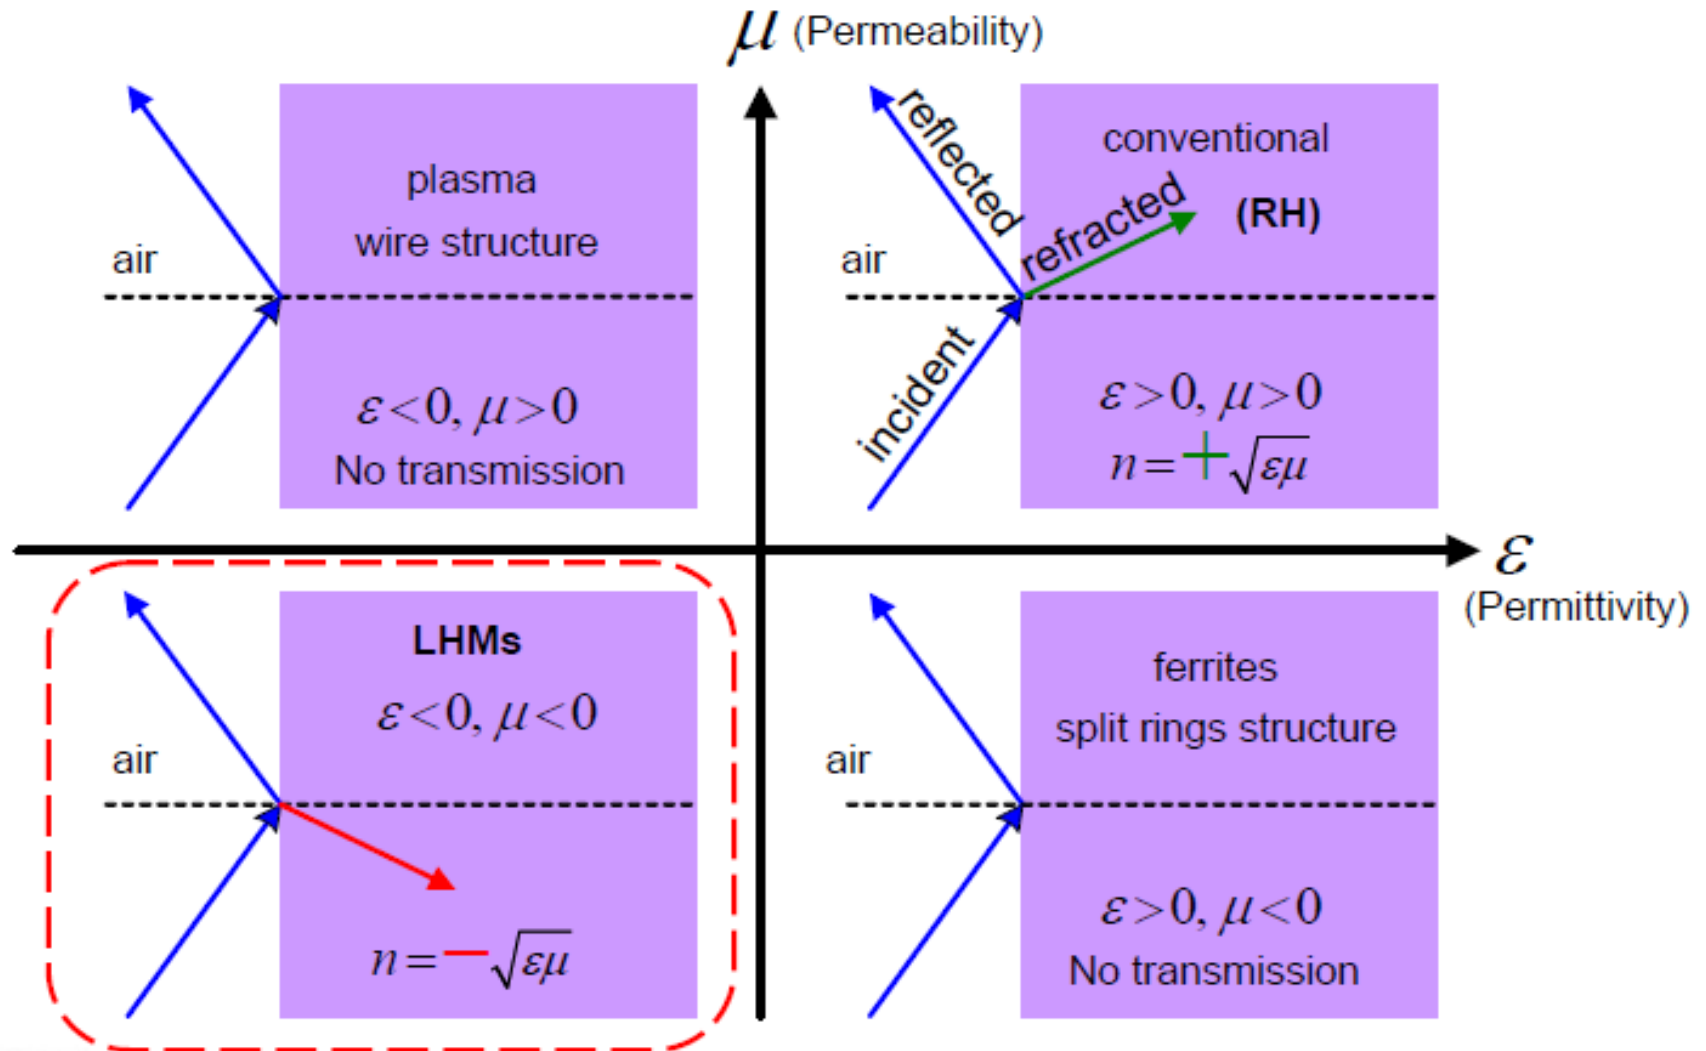 μ (Permeability)
plasma
wire structure
air
ε<0, μ>0
No transmission
reflected
conventional
refracted
(RH)
air
incident
ε>0, μ>0
n=+√εμ
ε
(Permittivity)
LHMs
ε<0, μ<0
air
n=−√εμ
ferrites
split rings structure
air
ε>0, μ<0
No transmission